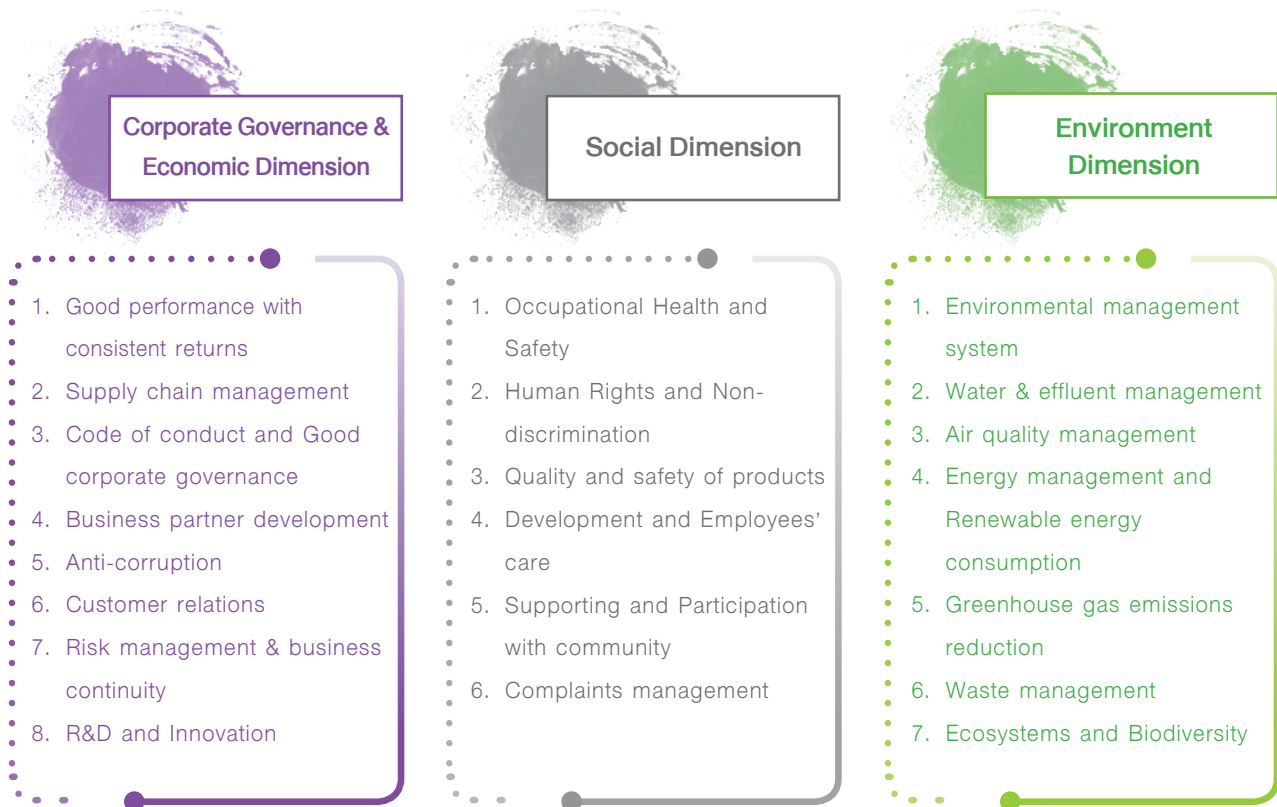 Corporate Governance &
Economic Dimension
1. Good performance with
consistent returns
2. Supply chain management
3. Code of conduct and Good
corporate governance
4. Business partner development
5. Anti-corruption
6. Customer relations
7. Risk management & business
continuity
8. R&D and Innovation
Social Dimension
1. Occupational Health and
Safety
2. Human Rights and Non-
discrimination
3. Quality and safety of products
4. Development and Employees’
care
5. Supporting and Participation
with community
6. Complaints management
Environment
Dimension
1. Environmental management
system
2. Water & effluent management
3. Air quality management
4. Energy management and
Renewable energy
consumption
5. Greenhouse gas emissions
reduction
6. Waste management
7. Ecosystems and Biodiversity